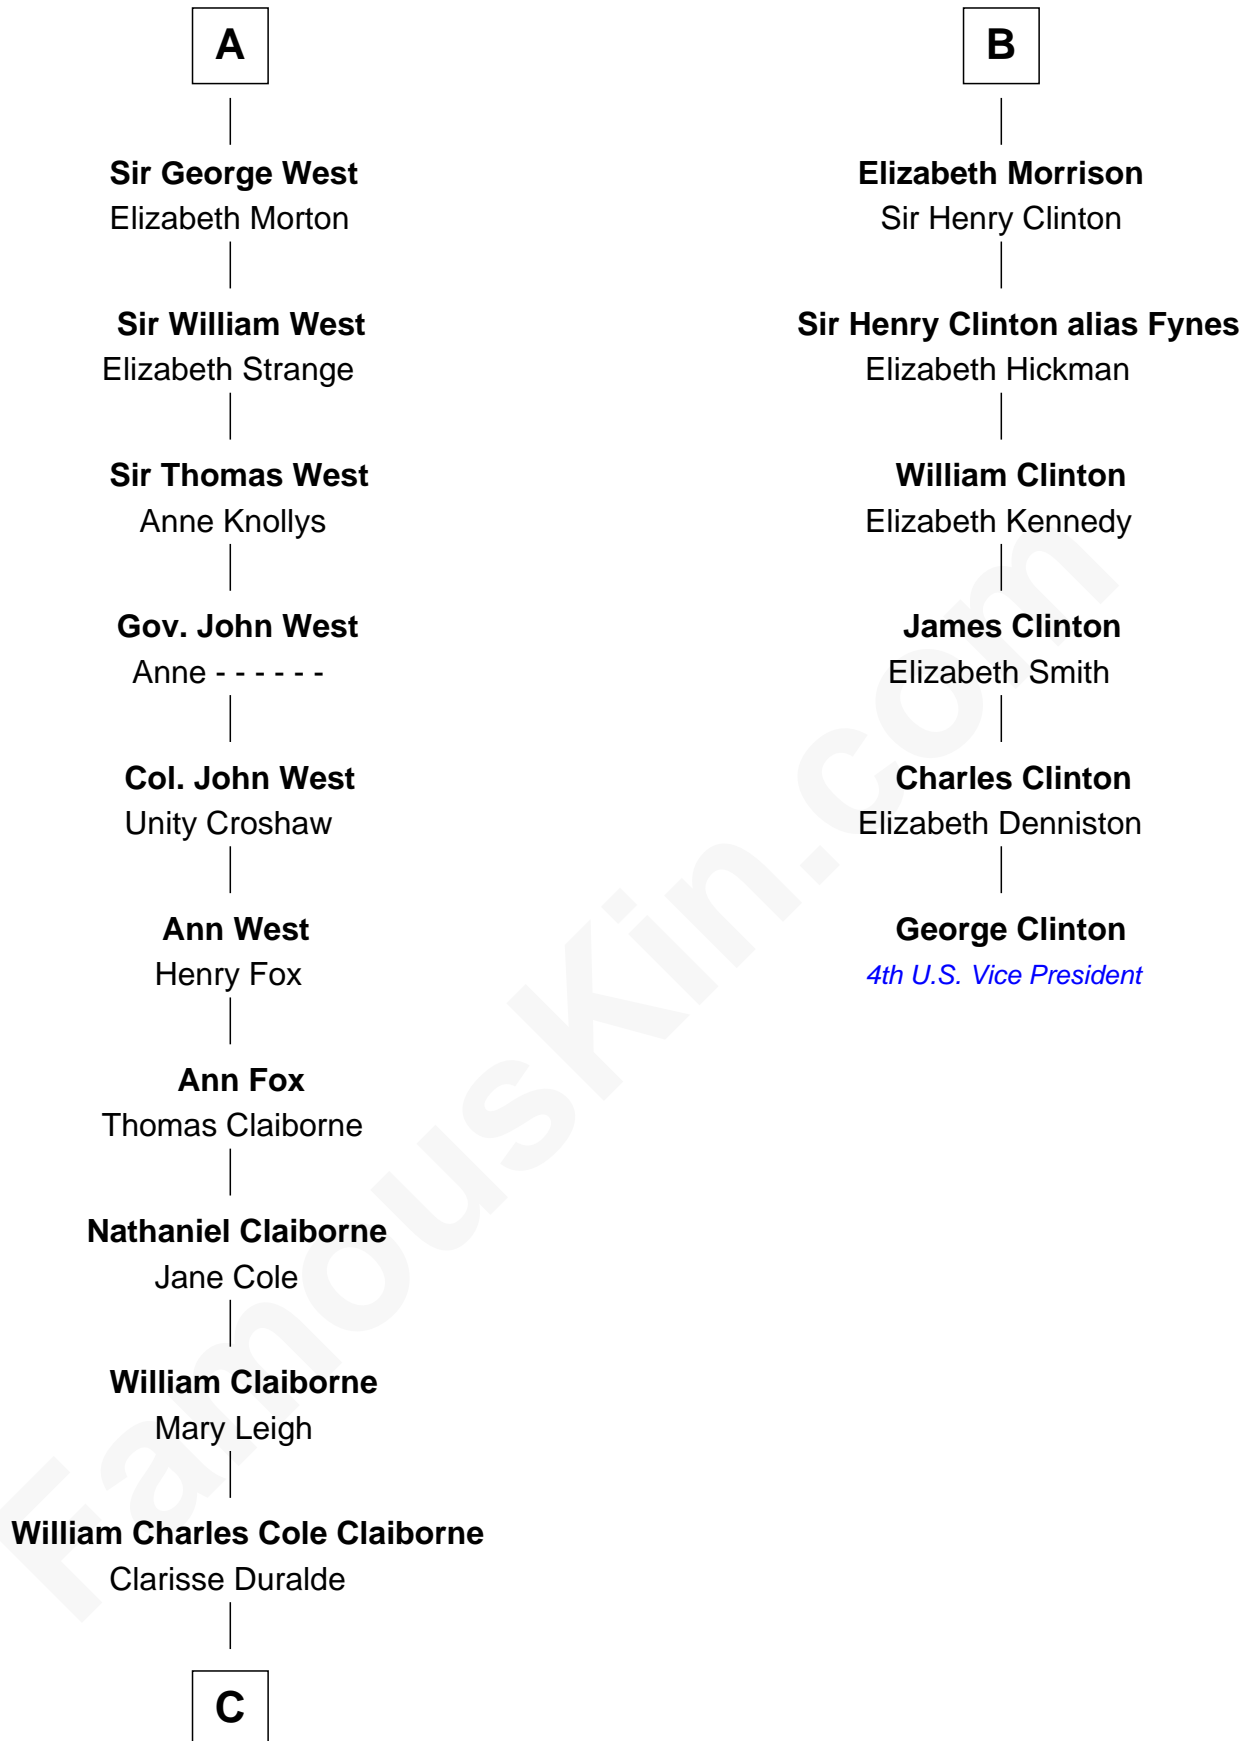 A
Sir George West
Elizabeth Morton
Sir William West
Elizabeth Strange
Sir Thomas West
Anne Knollys
Gov. John West
Anne - - - - - -
Col. John West
Unity Croshaw
Ann West
Henry Fox
Ann Fox
Thomas Claiborne
Nathaniel Claiborne
Jane Cole
William Claiborne
Mary Leigh
William Charles Cole Claiborne
Clarisse Duralde
C
B
Elizabeth Morrison
Sir Henry Clinton
Sir Henry Clinton alias Fynes
Elizabeth Hickman
William Clinton
Elizabeth Kennedy
James Clinton
Elizabeth Smith
Charles Clinton
Elizabeth Denniston
George Clinton
4th U.S. Vice President
FamousKin.com